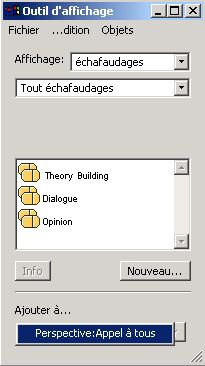 Outil d'affichage
Fichier ...dition Objets
Affichage: échafaudages
Tout échafaudages
Theory Building
Dialogue
Opinion
Info Nouveau...
Ajouter à...
Perspective:Appel à tous